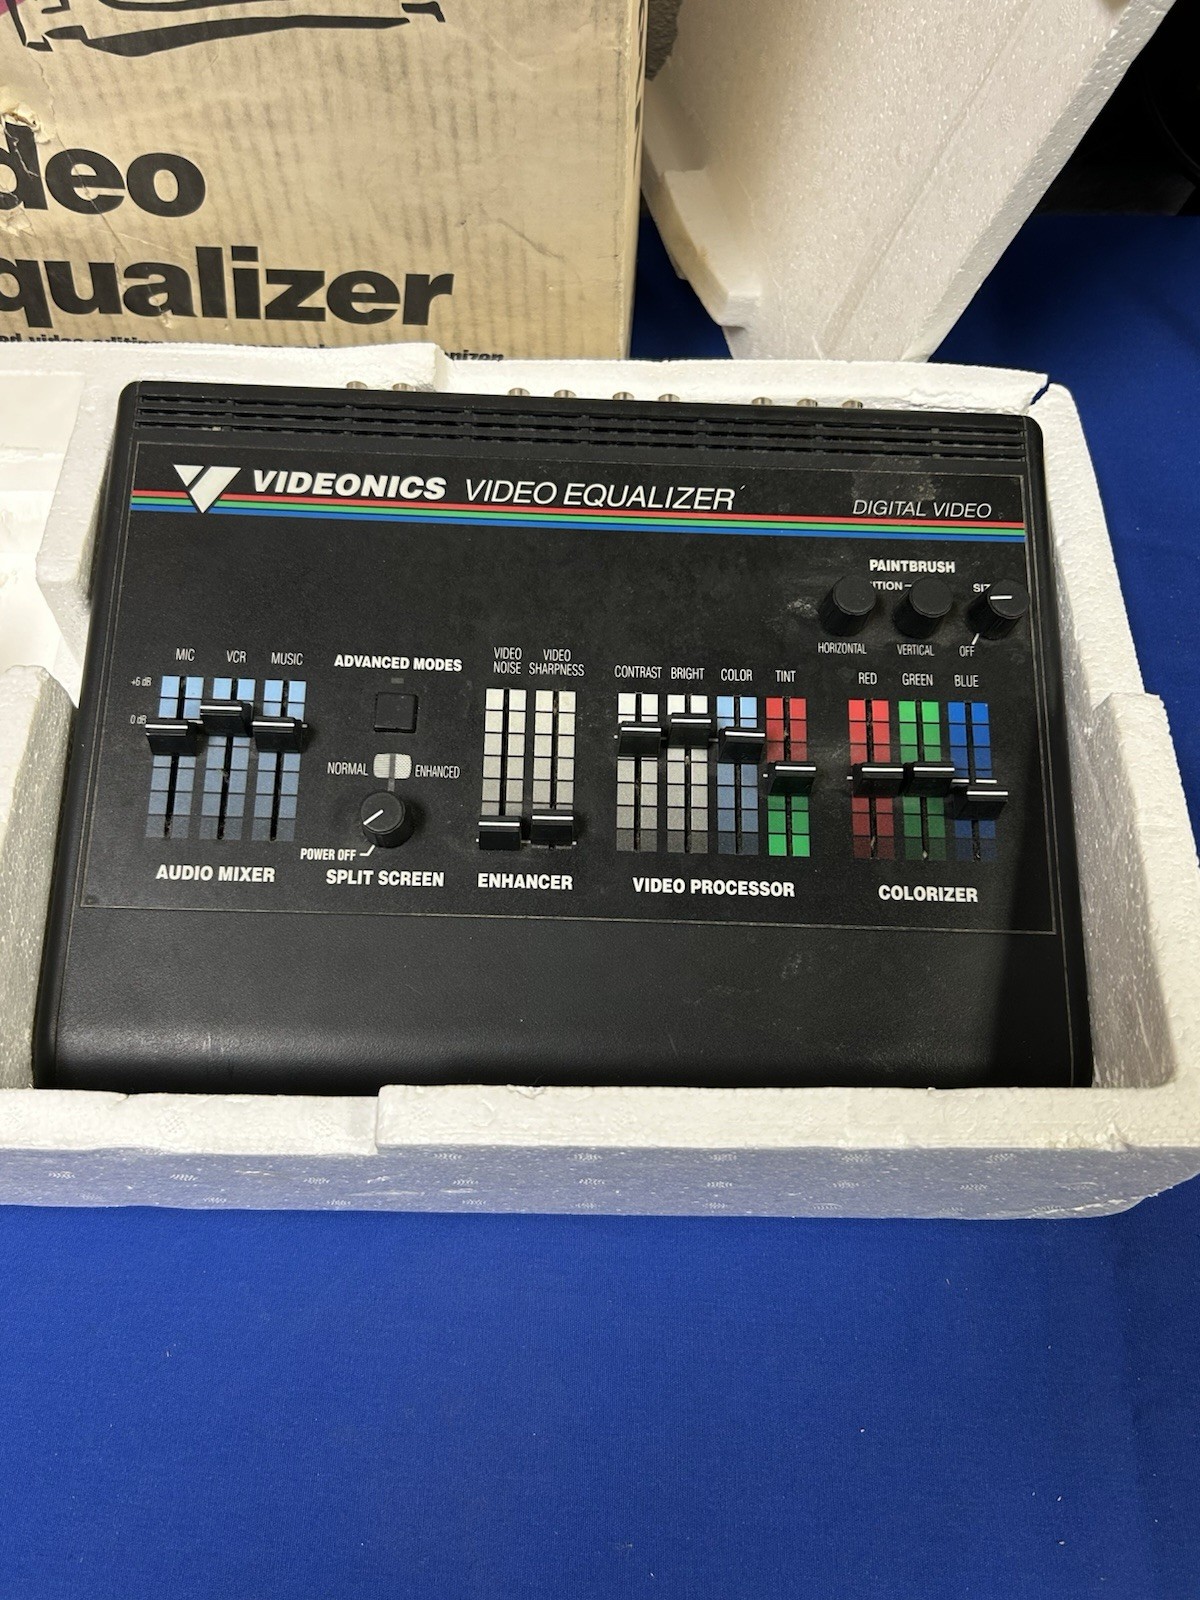 deo
qualizer
VIDEONICS VIDEO EQUALIZER
DIGITAL VIDEO
PAINTBRUSH
HORIZONTAL VERTICAL OFF
MIC VCR MUSIC
+6 dB
0 dB
ADVANCED MODES
NORMAL ENHANCED
POWER OFF
VIDEO NOISE
VIDEO SHARPNESS
CONTRAST BRIGHT COLOR TINT
RED GREEN BLUE
AUDIO MIXER
SPLIT SCREEN
ENHANCER
VIDEO PROCESSOR
COLORIZER